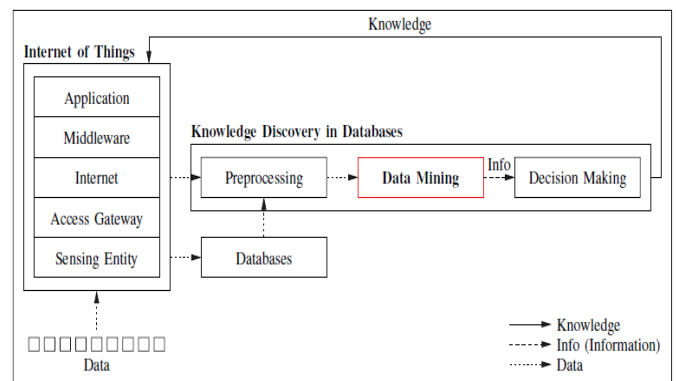 Knowledge
Internet of Things
Application
Middleware
Internet
Access Gateway
Sensing Entity
Knowledge Discovery in Databases
Preprocessing
Data Mining
Info
Decision Making
Databases
Data
Knowledge
Info (Information)
Data